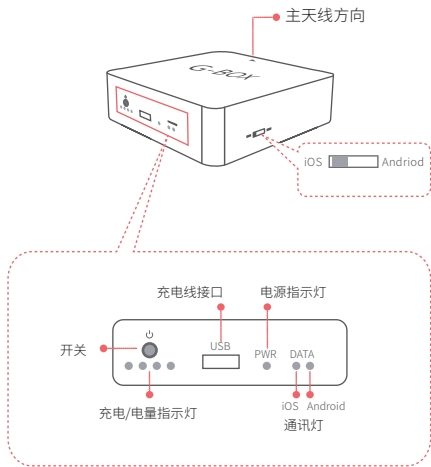 主天线方向
G-BOX
iOS Andriod
充电线接口 电源指示灯
开关
USB
PWR DATA
充电/电量指示灯
iOS Android
通讯灯